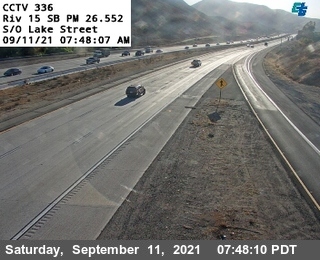 CCTV 336
Riv 15 SB PM 26.552
S/O Lake Street
09/11/21 07:48:07 AM
Saturday, September 11, 2021 07:48:10 PDT